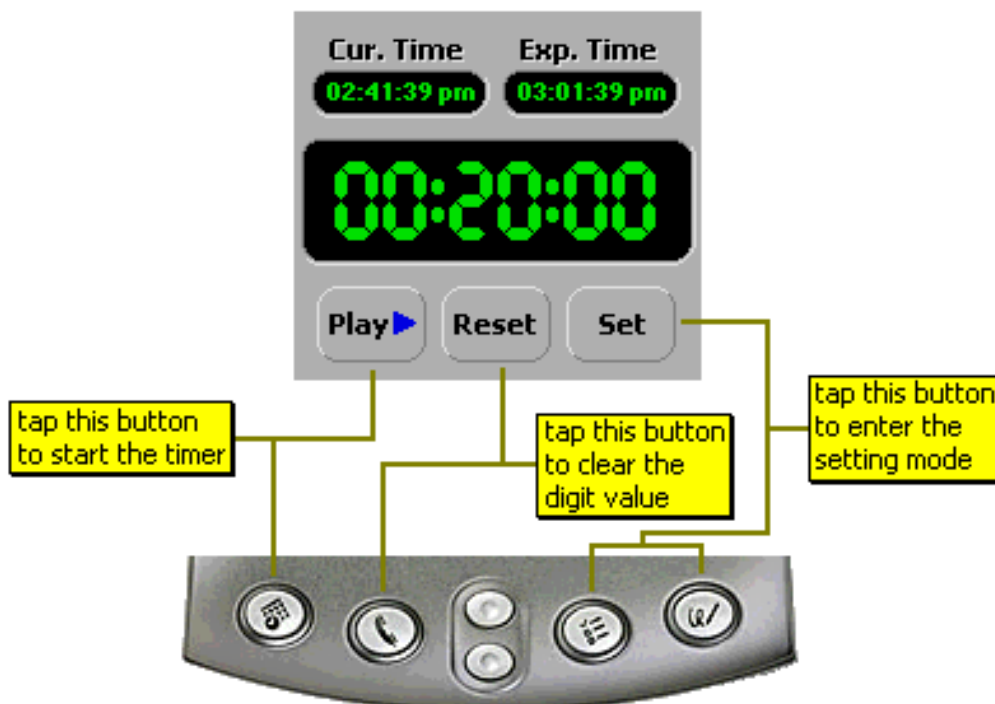 Cur. Time Exp. Time
02:41:39 pm 03:01:39 pm
00:20:00
Play Reset Set
tap this button
to start the timer
tap this button
to clear the
digit value
tap this button
to enter the
setting mode